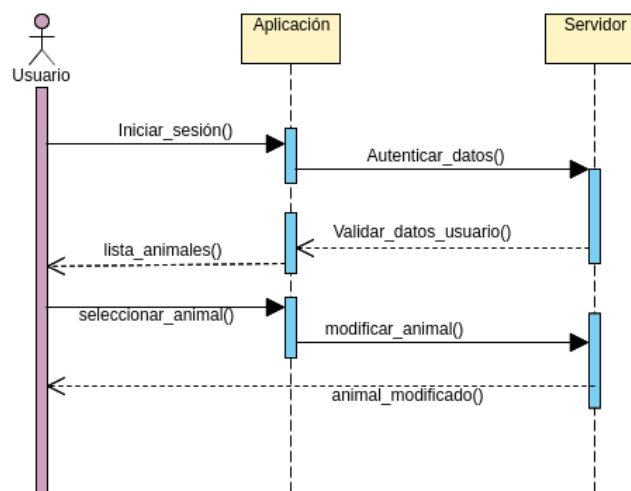 Aplicación
Servidor
Usuario
Iniciar_sesión()
Autenticar_datos()
Validar_datos_usuario()
lista_animales()
seleccionar_animal()
modificar_animal()
animal_modificado()